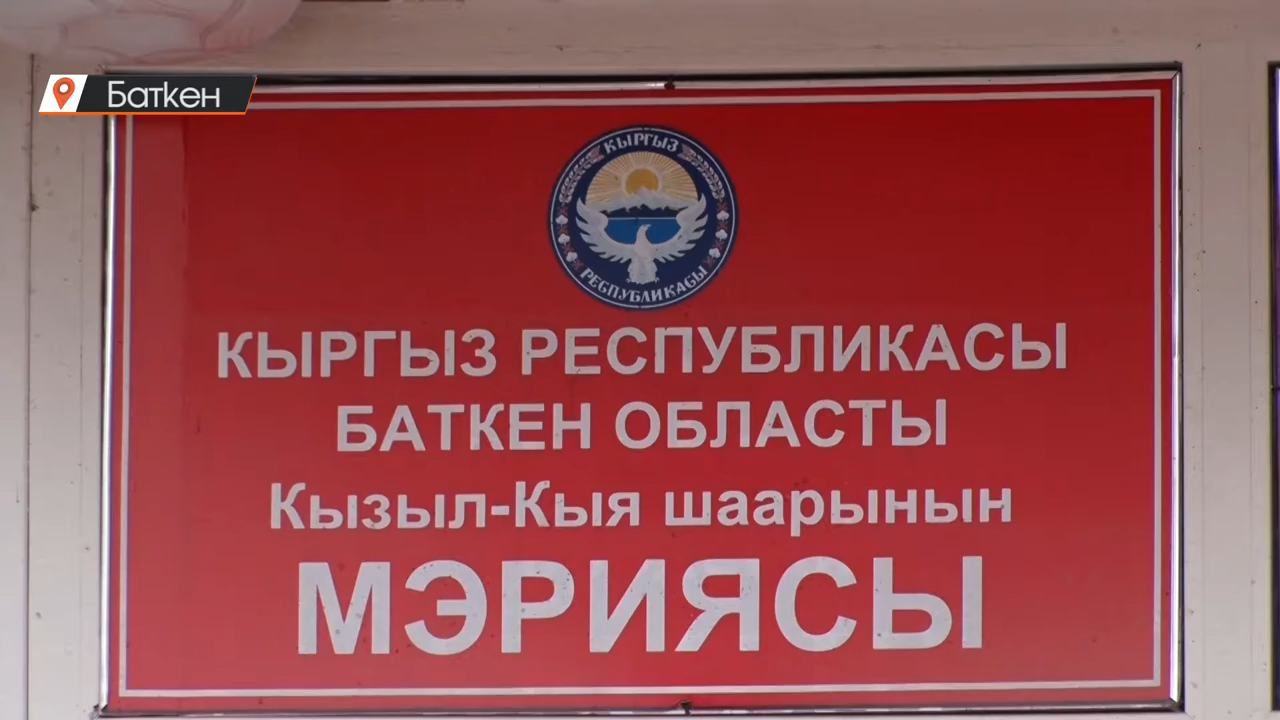 Баткен
КЫРГЫЗ
РЕСПУБЛИКАСЫ
КЫРГЫЗ РЕСПУБЛИКАСЫ
БАТКЕН ОБЛАСТЫ
Кызыл-Кыя шаарынын
МЭРИЯСЫ